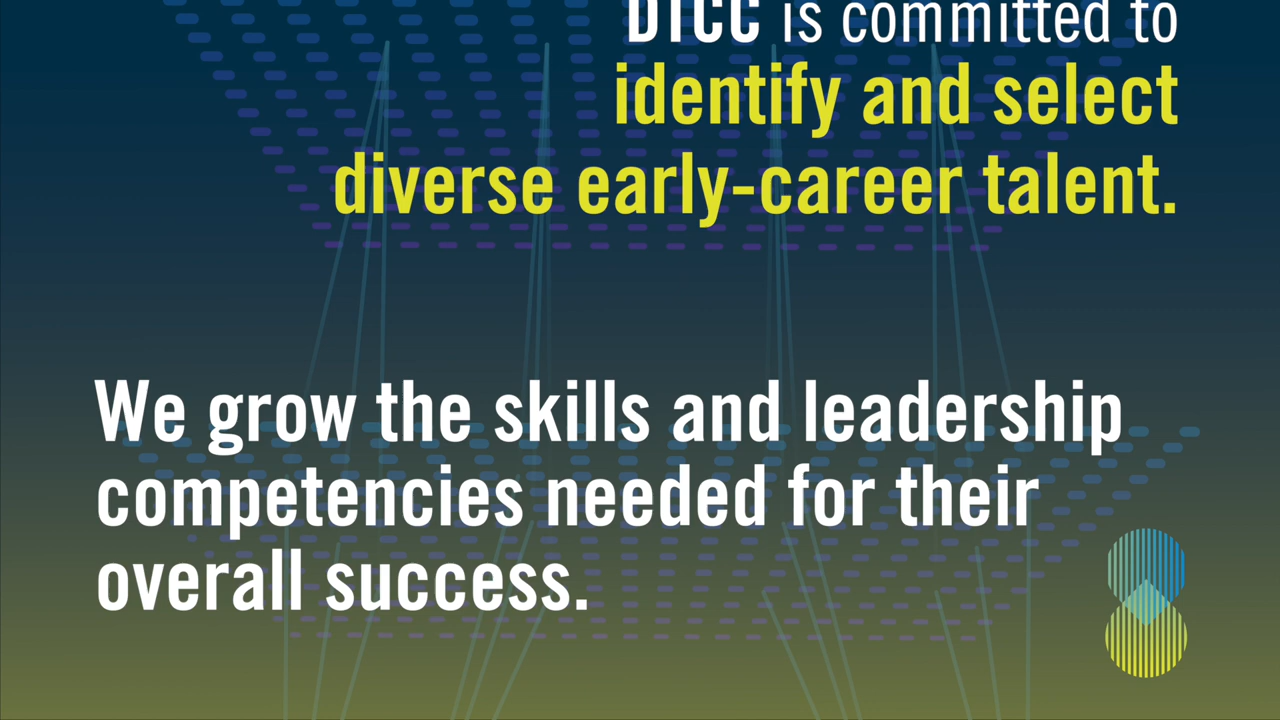 DTCC is committed to
identify and select
diverse early-career talent.
We grow the skills and leadership
competencies needed for their
overall success.